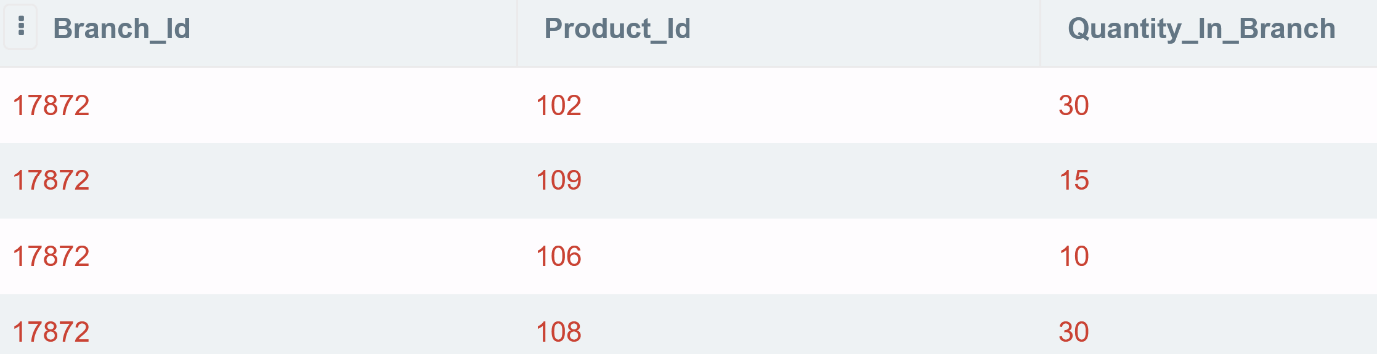 Branch_Id Product_Id Quantity_In_Branch
17872 102 30
17872 109 15
17872 106 10
17872 108 30